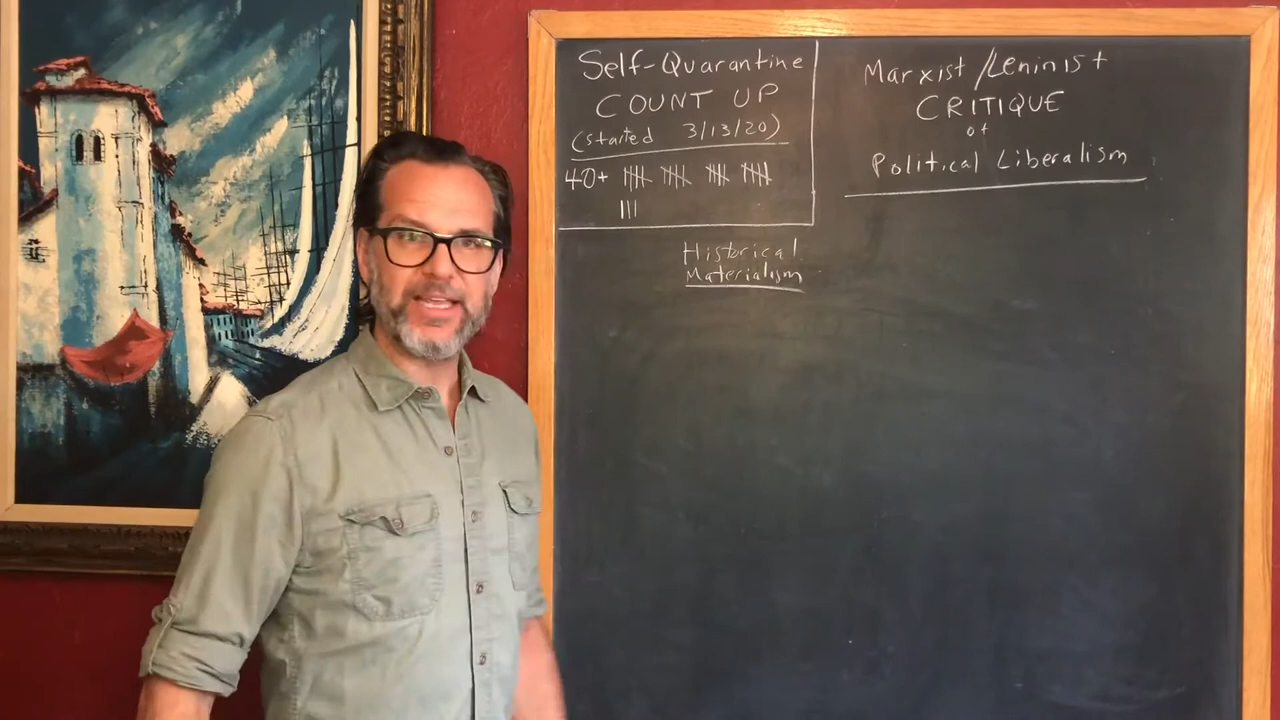 Self-Quarantine
COUNT UP
(started 3/13/20)
40+
Historical
Materialism
Marxist/Leninist
CRITIQUE
of
Political Liberalism